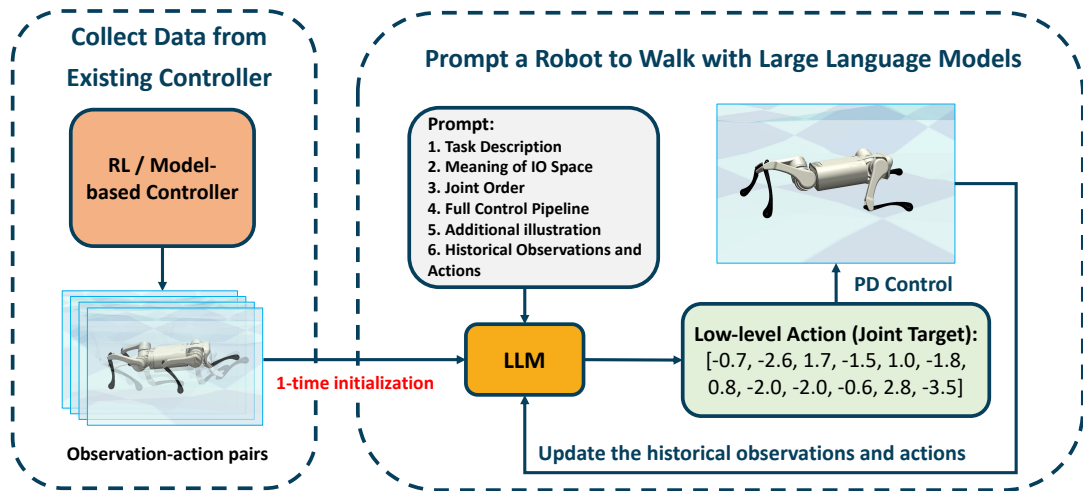 Collect Data from
Existing Controller
RL / Model-
based Controller
Observation-action pairs
1-time initialization
Prompt a Robot to Walk with Large Language Models
Prompt:
1. Task Description
2. Meaning of IO Space
3. Joint Order
4. Full Control Pipeline
5. Additional illustration
6. Historical Observations and
Actions
LLM
PD Control
Low-level Action (Joint Target):
[-0.7, -2.6, 1.7, -1.5, 1.0, -1.8,
0.8, -2.0, -2.0, -0.6, 2.8, -3.5]
Update the historical observations and actions